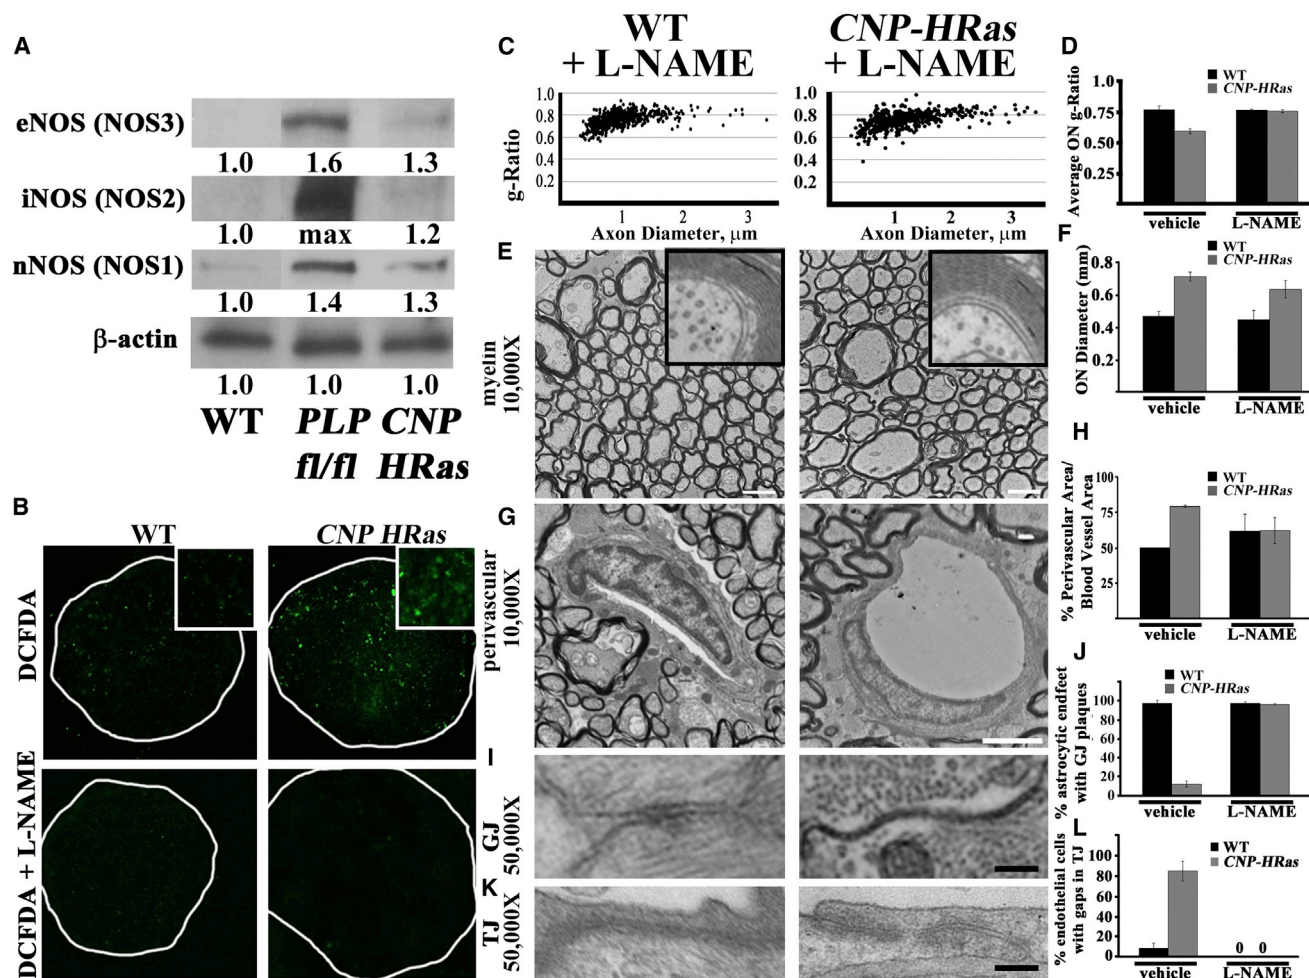 A
eNOS (NOS3)
1.0 1.6 1.3
iNOS (NOS2)
1.0 max 1.2
nNOS (NOS1)
1.0 1.4 1.3
β-actin
1.0 1.0 1.0
WT PLP CNP
fl/fl HRas
B
WT CNP HRas
DCFDA
DCFDA + L-NAME
C
WT
+ L-NAME
CNP-HRas
+ L-NAME
g-Ratio
1.0
0.8
0.6
0.4
0.2
1 2 3
Axon Diameter, μm
1.0
0.8
0.6
0.4
0.2
1 2 3
Axon Diameter, μm
D
WT
CNP-HRas
Average ON g-Ratio
1.00
0.75
0.50
vehicle L-NAME
E
myelin
10,000X
F
WT
CNP-HRas
ON Diameter (mm)
0.8
0.6
0.4
0.2
vehicle L-NAME
G
perivascular
10,000X
H
WT
CNP-HRas
% Perivascular Area/
Blood Vessel Area
100
75
50
25
vehicle L-NAME
I
GJ
50,000X
J
WT
CNP-HRas
% astrocytic endfeet
with GJ plaques
100
80
60
40
20
0
vehicle L-NAME
K
TJ
50,000X
L
WT
CNP-HRas
% endothelial cells
with gaps in TJ
100
80
60
40
20
0
0 0
vehicle L-NAME